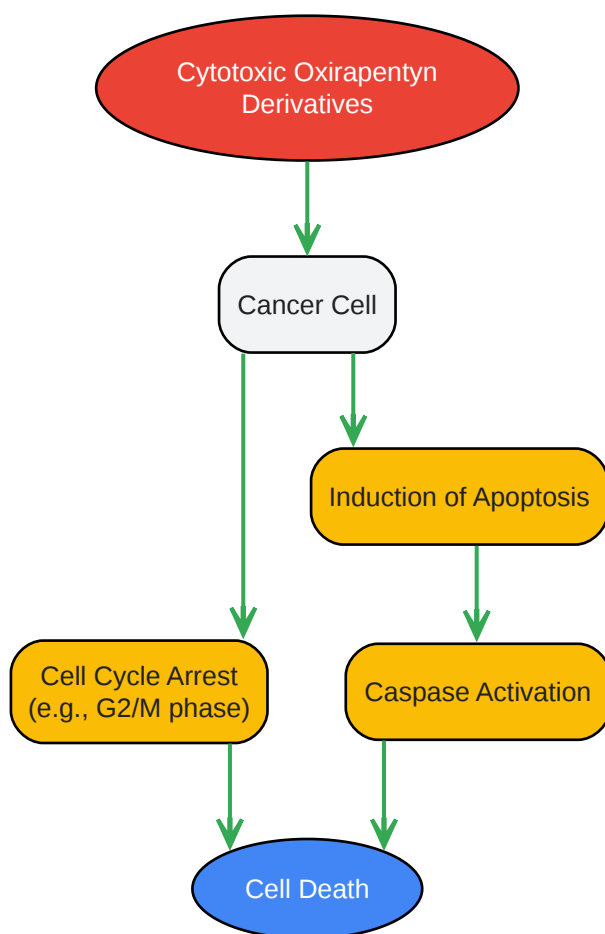 Cytotoxic Oxirapentyn
Derivatives
Cancer Cell
Induction of Apoptosis
Cell Cycle Arrest
(e.g., G2/M phase)
Caspase Activation
Cell Death